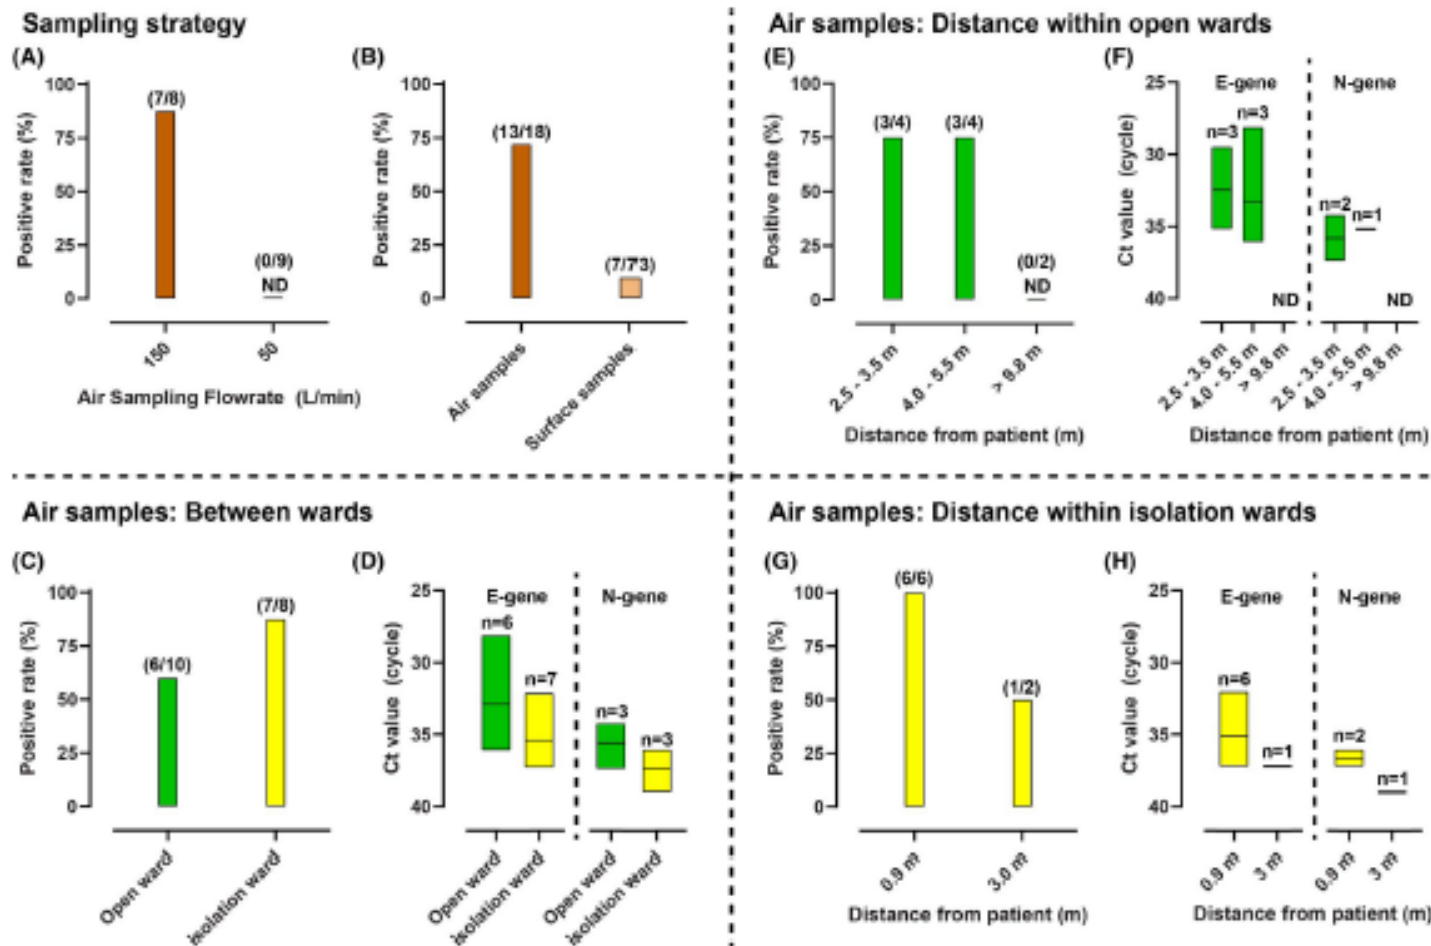 Sampling strategy
(A)
100
75
50
25
0
Positive rate (%)
(7/8)
(0/9)
ND
150
50
Air Sampling Flowrate (L/min)
(B)
100
75
50
25
0
Positive rate (%)
(13/18)
(7/73)
Air samples
Surface samples
Air samples: Distance within open wards
(E)
100
75
50
25
0
Positive rate (%)
(3/4)
(3/4)
(0/2)
ND
2.5 - 3.5 m
4.0 - 5.5 m
> 9.8 m
Distance from patient (m)
(F)
25
30
35
40
Ct value (cycle)
E-gene
N-gene
n=3
n=3
n=2
n=1
ND
ND
2.5 - 3.5 m
4.0 - 5.5 m
> 9.8 m
2.5 - 3.5 m
4.0 - 5.5 m
> 9.8 m
Distance from patient (m)
Air samples: Between wards
(C)
100
75
50
25
0
Positive rate (%)
(6/10)
(7/8)
Open ward
isolation ward
(D)
25
30
35
40
Ct value (cycle)
E-gene
N-gene
n=6
n=7
n=3
n=3
Open ward
isolation ward
Open ward
isolation ward
Air samples: Distance within isolation wards
(G)
100
75
50
25
0
Positive rate (%)
(6/6)
(1/2)
0.9 m
3.0 m
Distance from patient (m)
(H)
25
30
35
40
Ct value (cycle)
E-gene
N-gene
n=6
n=1
n=2
n=1
0.9 m
3 m
0.9 m
3 m
Distance from patient (m)